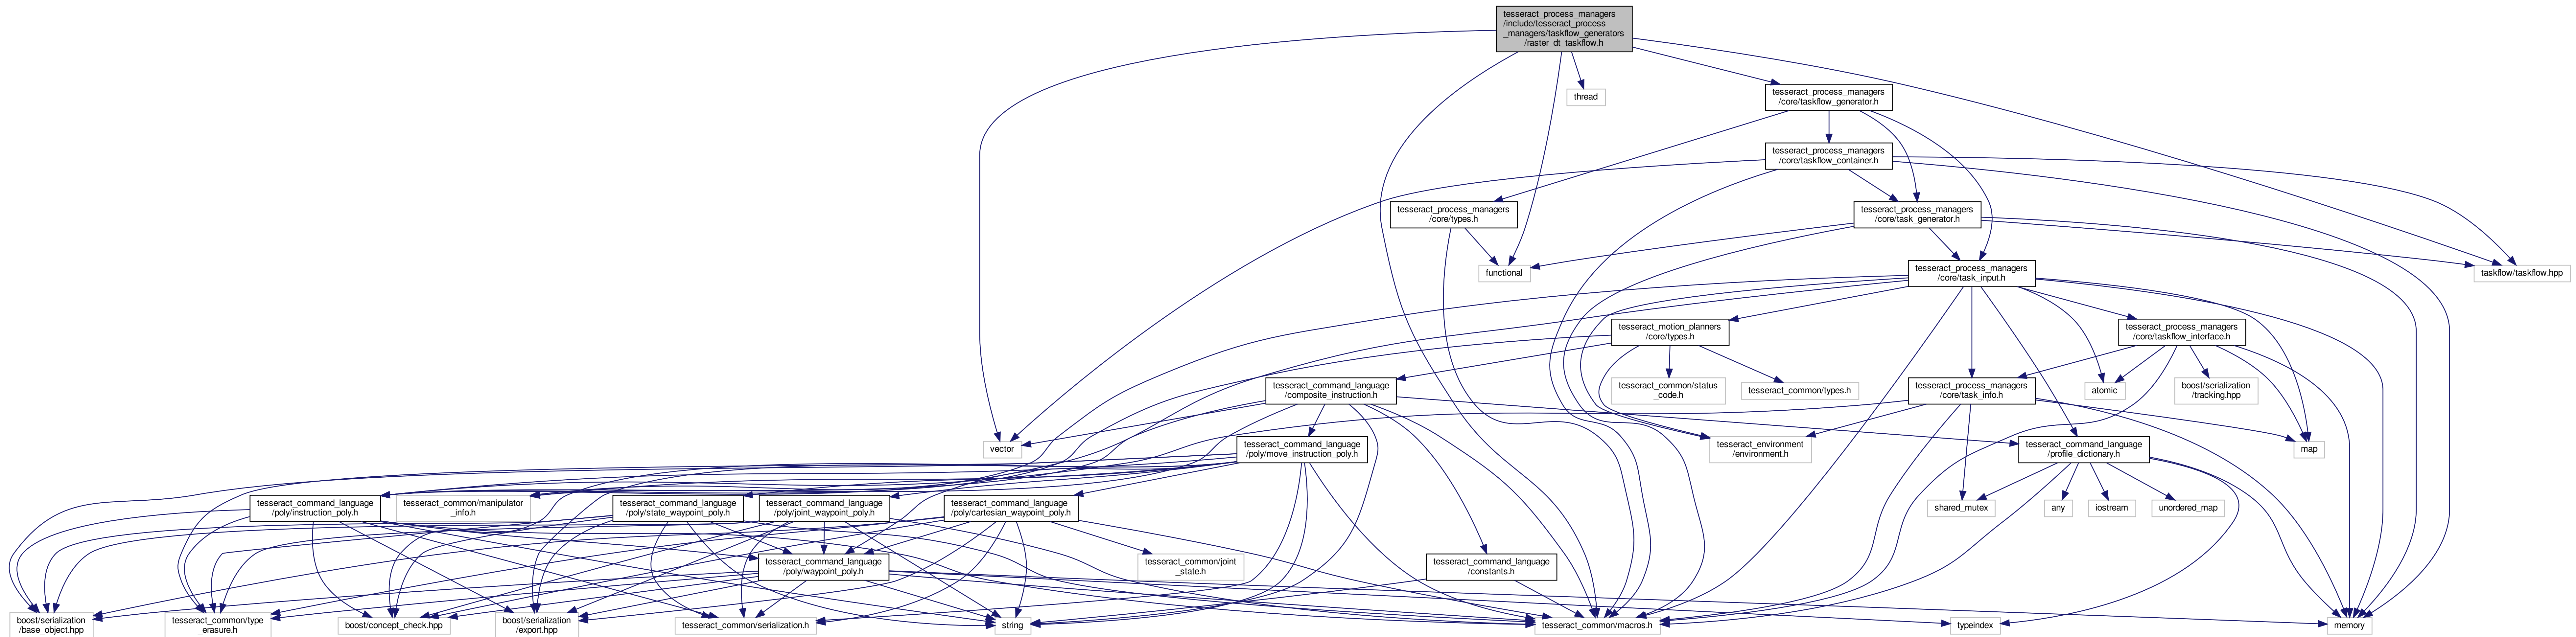 tesseract_process_managers
/include/tesseract_process
_managers/taskflow_generators
/raster_dt_taskflow.h
thread
tesseract_process_managers
/core/taskflow_generator.h
tesseract_process_managers
/core/taskflow_container.h
tesseract_process_managers
/core/types.h
tesseract_process_managers
/core/task_generator.h
functional
tesseract_process_managers
/core/task_input.h
taskflow/taskflow.hpp
tesseract_motion_planners
/core/types.h
tesseract_process_managers
/core/taskflow_interface.h
tesseract_command_language
/composite_instruction.h
tesseract_common/status
_code.h
tesseract_common/types.h
tesseract_process_managers
/core/task_info.h
atomic
boost/serialization
/tracking.hpp
vector
tesseract_command_language
/poly/move_instruction_poly.h
tesseract_environment
/environment.h
tesseract_command_language
/profile_dictionary.h
map
tesseract_command_language
/poly/instruction_poly.h
tesseract_common/manipulator
_info.h
tesseract_command_language
/poly/state_waypoint_poly.h
tesseract_command_language
/poly/joint_waypoint_poly.h
tesseract_command_language
/poly/cartesian_waypoint_poly.h
shared_mutex
any
iostream
unordered_map
tesseract_command_language
/poly/waypoint_poly.h
tesseract_common/joint
_state.h
tesseract_command_language
/constants.h
boost/serialization
/base_object.hpp
tesseract_common/type
_erasure.h
boost/concept_check.hpp
boost/serialization
/export.hpp
tesseract_common/serialization.h
string
tesseract_common/macros.h
typeindex
memory